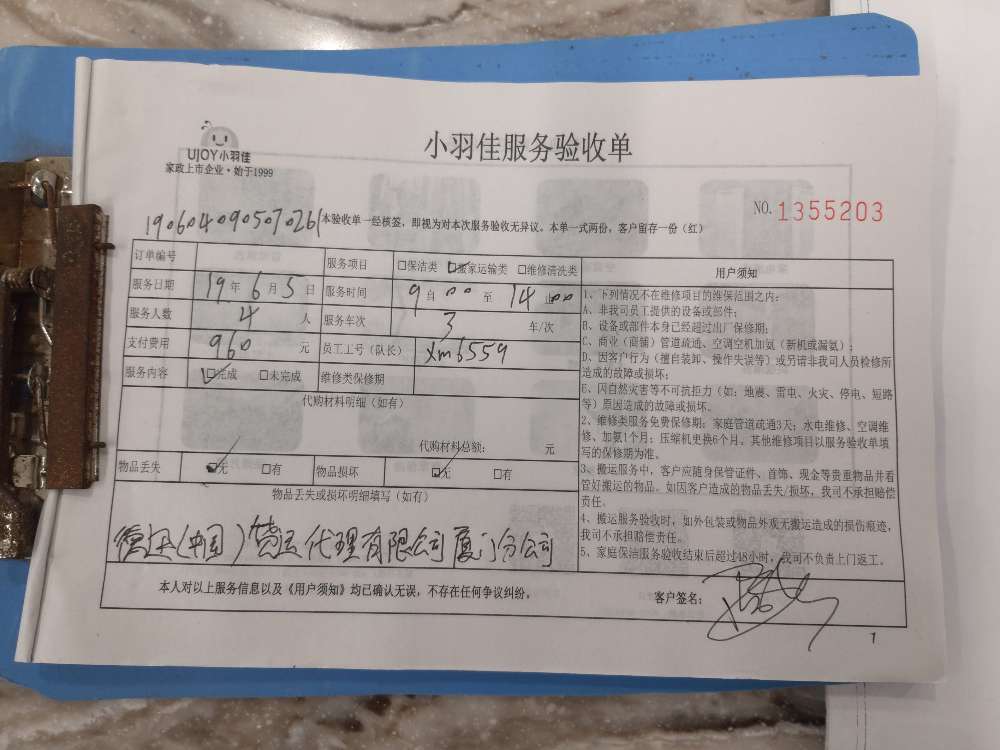 UJOY小羽佳
家政上市企业·始于1999
小羽佳服务验收单
NO.1355203
190604090507026
本验收单一经核签，即视为对本次服务验收无异议。本单一式两份，客户留存一份（红）
订单编号 服务项目 □保洁类 ☑搬家运输类 □维修清洗类
服务日期 19年6月5日 服务时间 9 00 至 14 00
服务人数 4 人 服务车次 3 车/次
支付费用 960 元 员工工号（队长） xm6559
服务内容 ☑完成 □未完成 维修类保修期
代购材料明细（如有）
代购材料总额： 元
物品丢失 ☑无 □有 物品损坏 ☑无 □有
物品丢失或损坏明细填写（如有）
德迅(中国)货运代理有限公司厦门分公司
用户须知
1、下列情况不在维修项目的维保范围之内：
A、非我司员工提供的设备或部件；
B、设备或部件本身已经超过出厂保修期；
C、商业（商铺）管道疏通、空调空机加氨（新机或漏氨）；
D、因客户行为（擅自装卸、操作失误等）或另请非我司人员检修所
造成的故障或损坏；
E、因自然灾害等不可抗拒力（如：地震、雷电、火灾、停电、短路
等）原因造成的故障或损坏。
2、维修类服务免费保修期：家庭管道疏通3天；水电维修、空调维
修、加氨1个月；压缩机更换6个月。其他维修项目以服务验收单填
写的保修期为准。
3、搬运服务中，客户应随身保管证件、首饰、现金等贵重物品并看
管好搬运的物品。如因客户造成的物品丢失/损坏，我司不承担赔偿
责任。
4、搬运服务验收时，如外包装或物品外观无搬运造成的损伤痕迹，
我司不承担赔偿责任。
5、家庭保洁服务验收结束后超过48小时，我司不负责上门返工。
本人对以上服务信息以及《用户须知》均已确认无误，不存在任何争议纠纷。
客户签名：
1